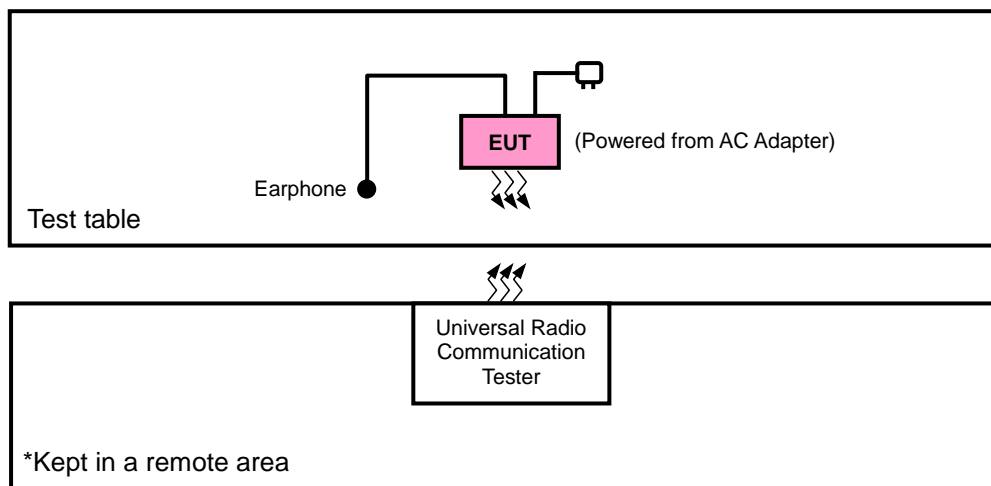 EUT
(Powered from AC Adapter)
Earphone
Test table
Universal Radio
Communication
Tester
*Kept in a remote area